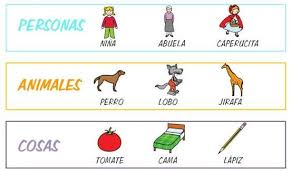 PERSONAS
NIÑA ABUELA CAPERUCITA
ANIMALES
PERRO LOBO JIRAFA
COSAS
TOMATE CAMA LÁPIZ